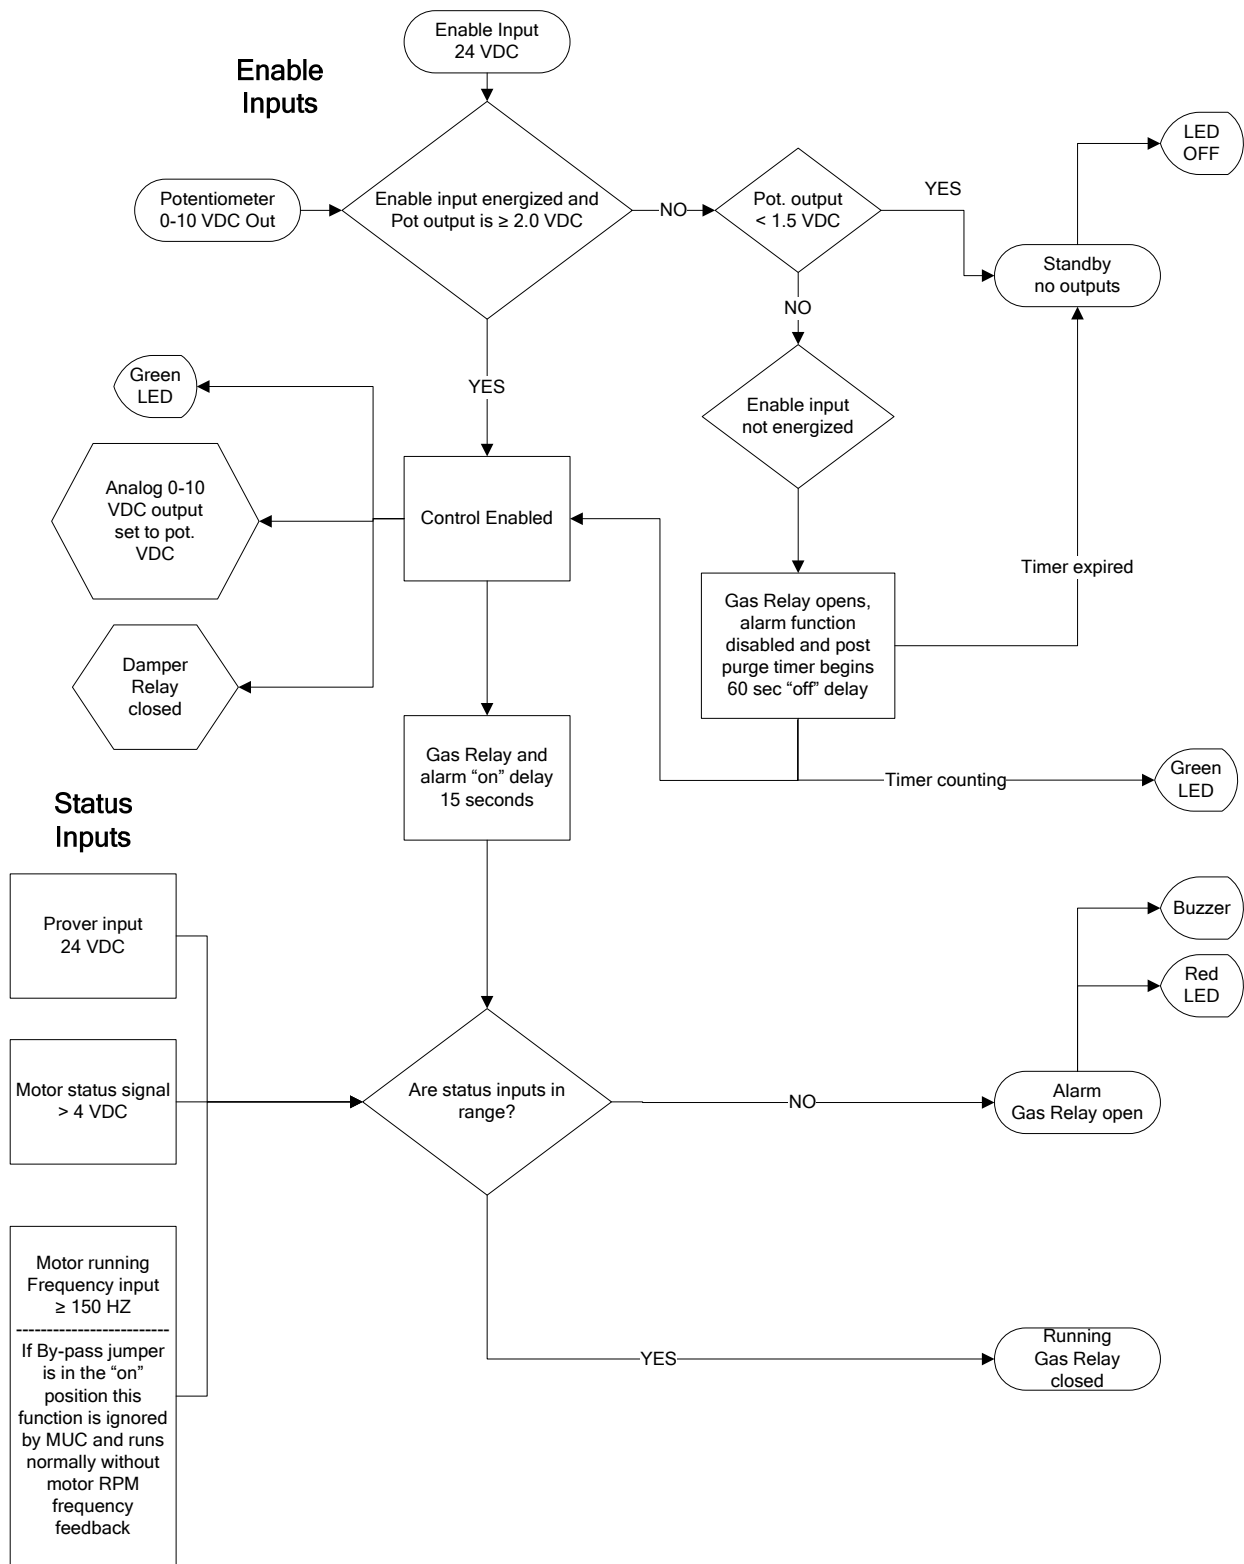 Enable Input
24 VDC
Enable
Inputs
LED
OFF
Potentiometer
0-10 VDC Out
Enable input energized and
Pot output is ≥ 2.0 VDC
NO
Pot. output
< 1.5 VDC
YES
Standby
no outputs
NO
Green
LED
YES
Enable input
not energized
Analog 0-10
VDC output
set to pot.
VDC
Control Enabled
Timer expired
Gas Relay opens,
alarm function
disabled and post
purge timer begins
60 sec “off” delay
Damper
Relay
closed
Gas Relay and
alarm “on” delay
15 seconds
Timer counting
Green
LED
Status
Inputs
Prover input
24 VDC
Buzzer
Red
LED
Motor status signal
> 4 VDC
Are status inputs in
range?
NO
Alarm
Gas Relay open
Motor running
Frequency input
≥ 150 HZ
-------------------------
If By-pass jumper
is in the “on”
position this
function is ignored
by MUC and runs
normally without
motor RPM
frequency
feedback
YES
Running
Gas Relay
closed